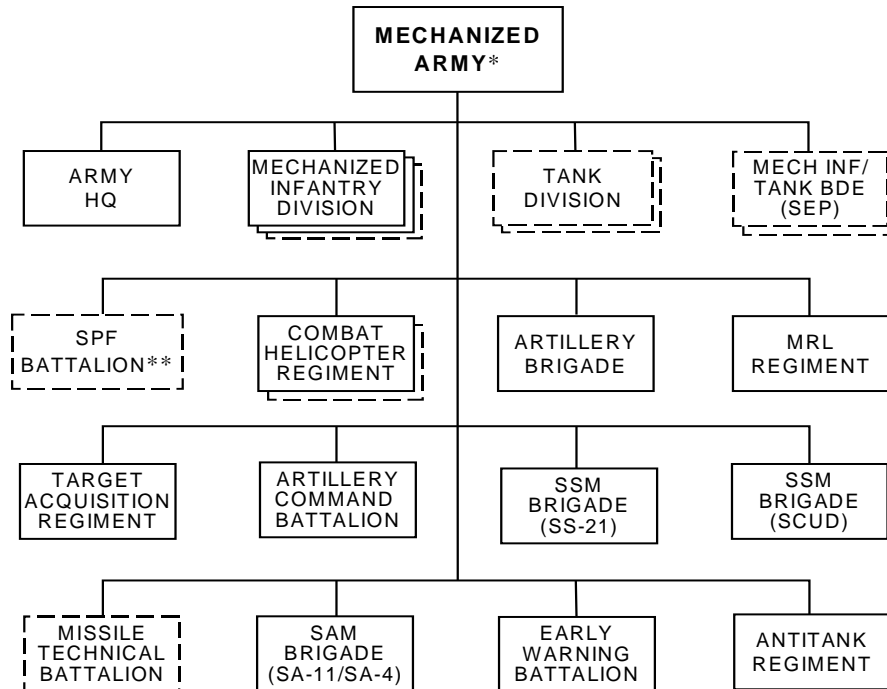 MECHANIZED
ARMY*
ARMY
HQ
MECHANIZED
INFANTRY
DIVISION
TANK
DIVISION
MECH INF/
TANK BDE
(SEP)
SPF
BATTALION**
COMBAT
HELICOPTER
REGIMENT
ARTILLERY
BRIGADE
MRL
REGIMENT
TARGET
ACQUISITION
REGIMENT
ARTILLERY
COMMAND
BATTALION
SSM
BRIGADE
(SS-21)
SSM
BRIGADE
(SCUD)
MISSILE
TECHNICAL
BATTALION
SAM
BRIGADE
(SA-11/SA-4)
EARLY
WARNING
BATTALION
ANTITANK
REGIMENT